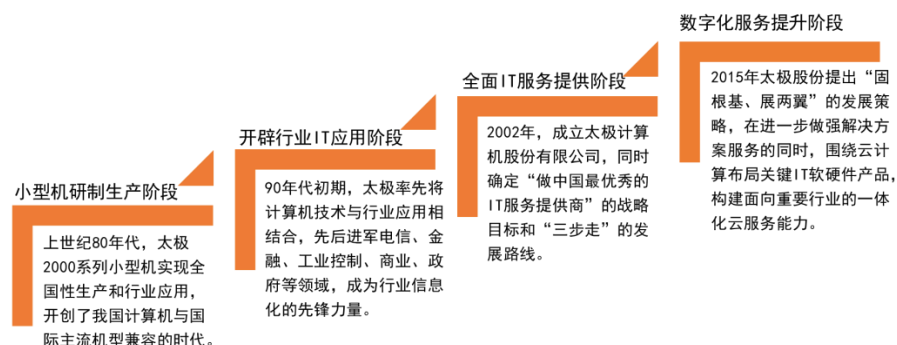 小型机研制生产阶段
上世纪80年代，太极
2000系列小型机实现全
国性生产和行业应用，
开创了我国计算机与国
际主流机型兼容的时代。
开辟行业IT应用阶段
90年代初期，太极率先将
计算机技术与行业应用相
结合，先后进军电信、金
融、工业控制、商业、政
府等领域，成为行业信息
化的先锋力量。
全面IT服务提供阶段
2002年，成立太极计算
机股份有限公司，同时
确定“做中国最优秀的
IT服务提供商”的战略
目标和“三步走”的发
展路线。
数字化服务提升阶段
2015年太极股份提出“固
根基、展两翼”的发展策
略，在进一步做强解决方
案服务的同时，围绕云计
算布局关键IT软硬件产品，
构建面向重要行业的一体
化云服务能力。